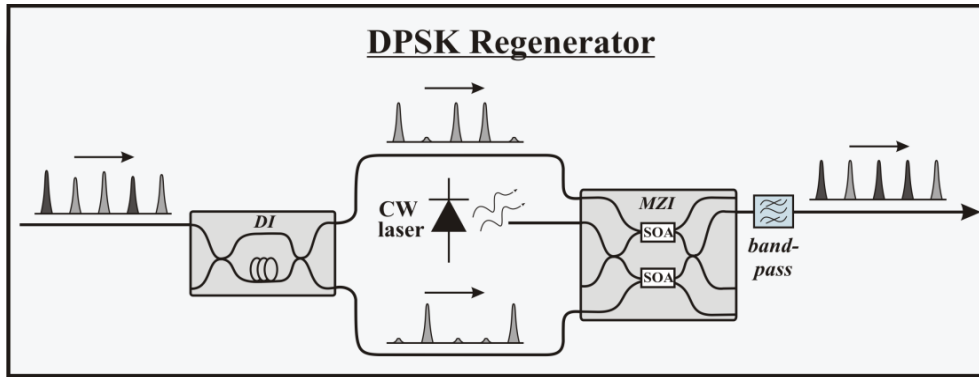 DPSK Regenerator
CW
laser
DI
MZI
SOA
SOA
band-
pass